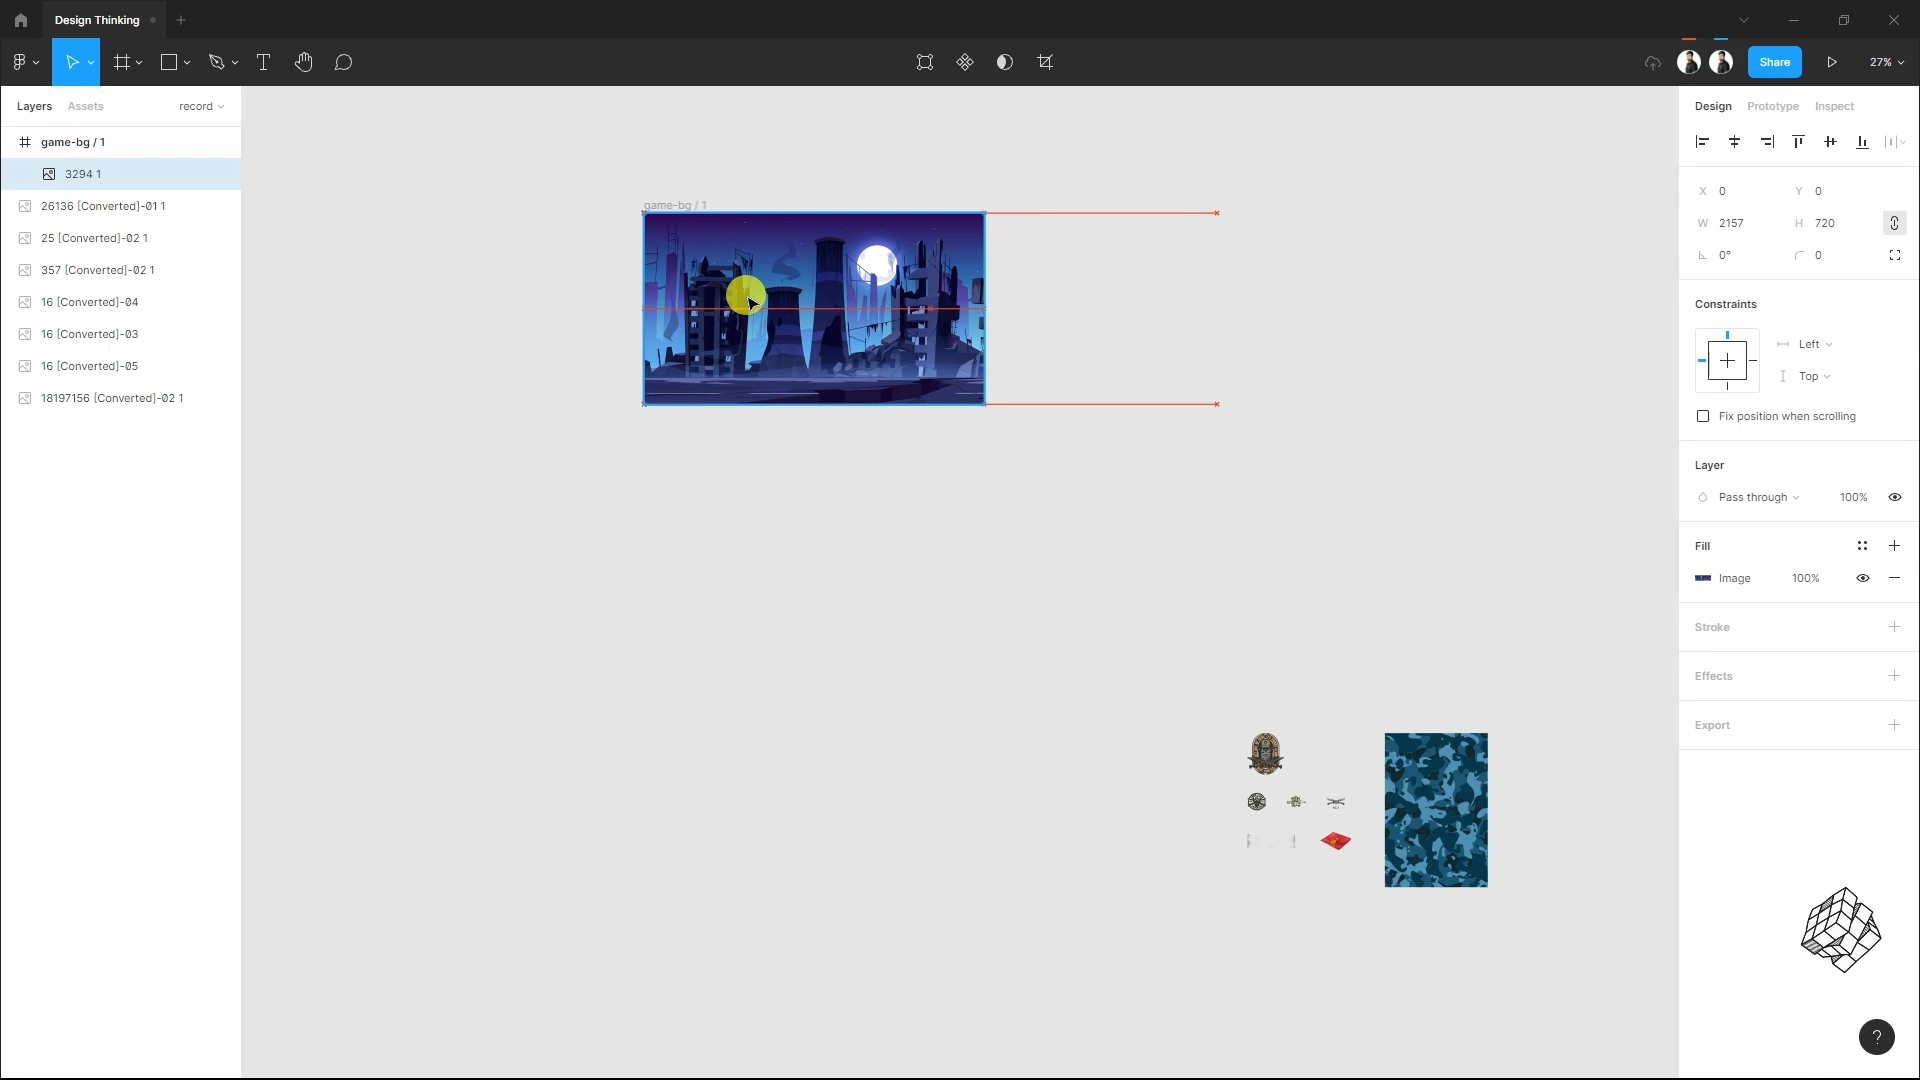 Design Thinking
Share
27%
Layers
Assets
record
game-bg / 1
3294 1
26136 [Converted]-01 1
25 [Converted]-02 1
357 [Converted]-02 1
16 [Converted]-04
16 [Converted]-03
16 [Converted]-05
18197156 [Converted]-02 1
game-bg / 1
Design
Prototype
Inspect
X 0
Y 0
W 2157
H 720
0°
0
Constraints
Left
Top
Fix position when scrolling
Layer
Pass through
100%
Fill
Image
100%
Stroke
Effects
Export
?